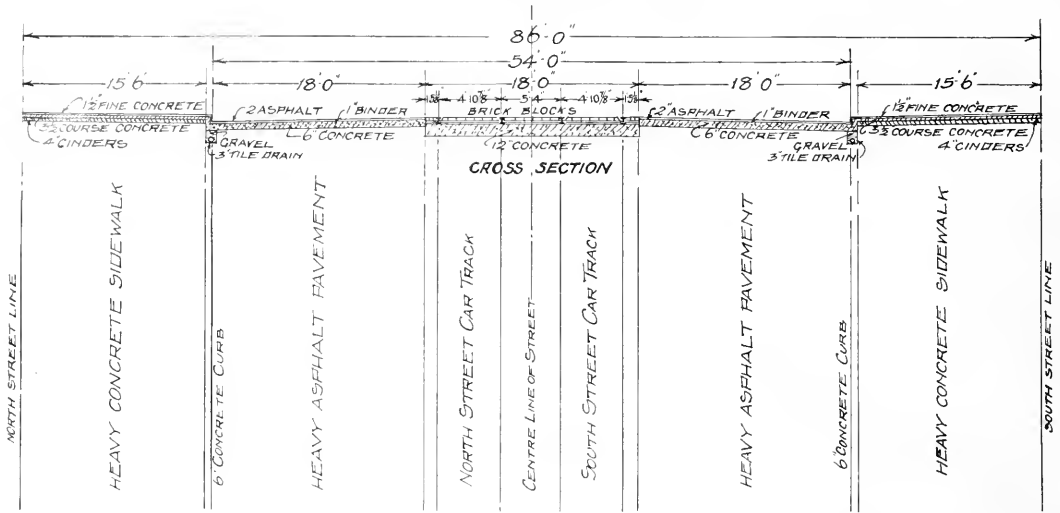 86'-0"
54'-0"
15'6" 18'0" 18'0" 18'0" 15'-6"
4'10⅞" 5'-4" 4'10⅞"
1½" FINE CONCRETE 2" ASPHALT 1" BINDER BRICK BLOCKS 2" ASPHALT 1" BINDER 1½" FINE CONCRETE
3½" COURSE CONCRETE 6" CONCRETE 12" CONCRETE 6" CONCRETE 3½" COURSE CONCRETE
4" CINDERS GRAVEL GRAVEL 4" CINDERS
3" TILE DRAIN 3" TILE DRAIN
CROSS SECTION
NORTH STREET LINE
HEAVY CONCRETE SIDEWALK
6" CONCRETE CURB
HEAVY ASPHALT PAVEMENT
NORTH STREET CAR TRACK
CENTRE LINE OF STREET
SOUTH STREET CAR TRACK
HEAVY ASPHALT PAVEMENT
6" CONCRETE CURB
HEAVY CONCRETE SIDEWALK
SOUTH STREET LINE